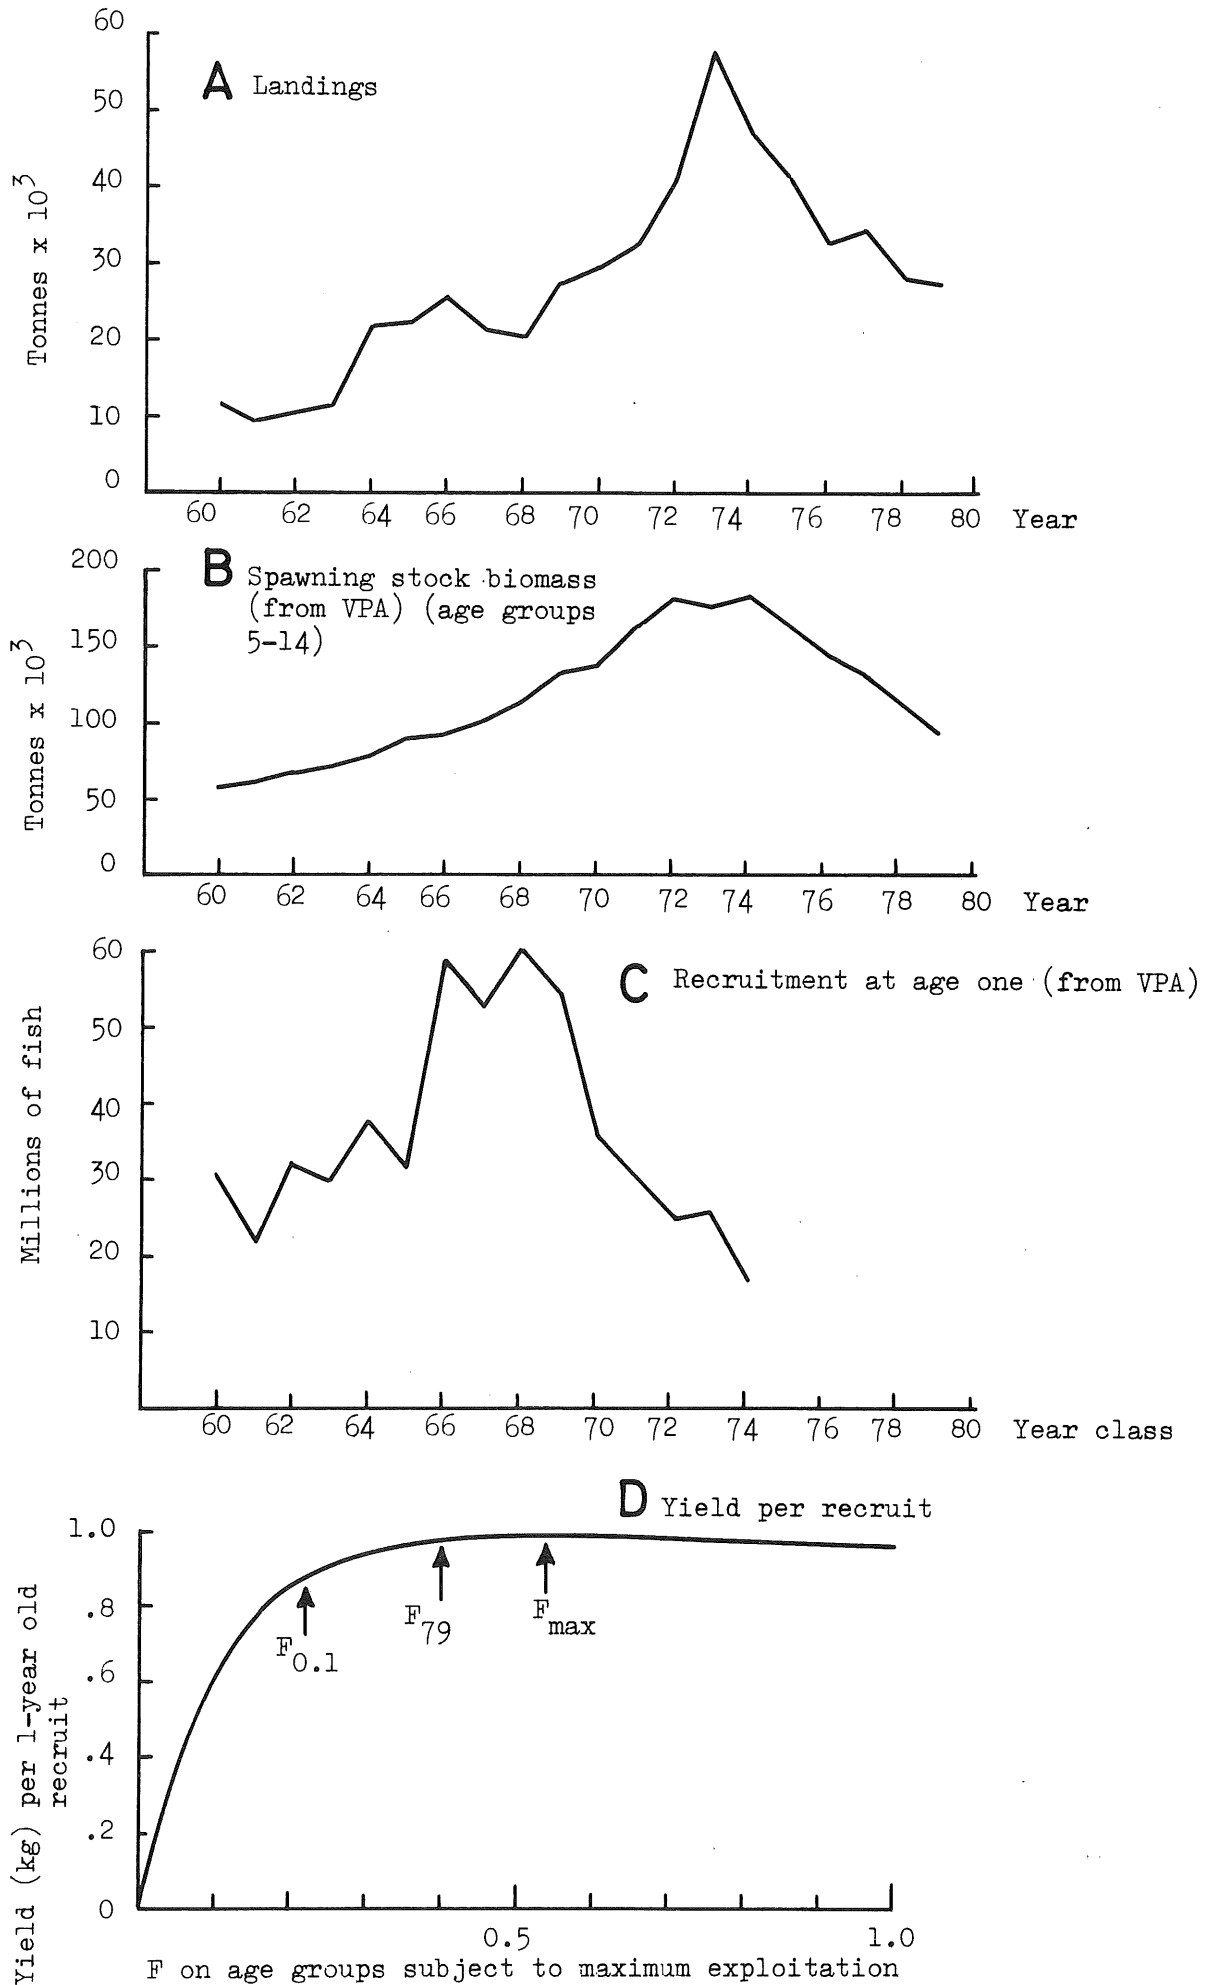 60
A Landings
50
40
30
20
10
0
Tonnes x 10³
60 62 64 66 68 70 72 74 76 78 80 Year
200
B Spawning stock biomass
(from VPA) (age groups
5-14)
150
100
50
0
Tonnes x 10³
60 62 64 66 68 70 72 74 76 78 80 Year
60
C Recruitment at age one (from VPA)
50
40
30
20
10
Millions of fish
60 62 64 66 68 70 72 74 76 78 80 Year class
D Yield per recruit
1.0
.8
.6
.4
.2
0
Yield (kg) per 1-year old
recruit
F0.1
F79
Fmax
0.5 1.0
F on age groups subject to maximum exploitation